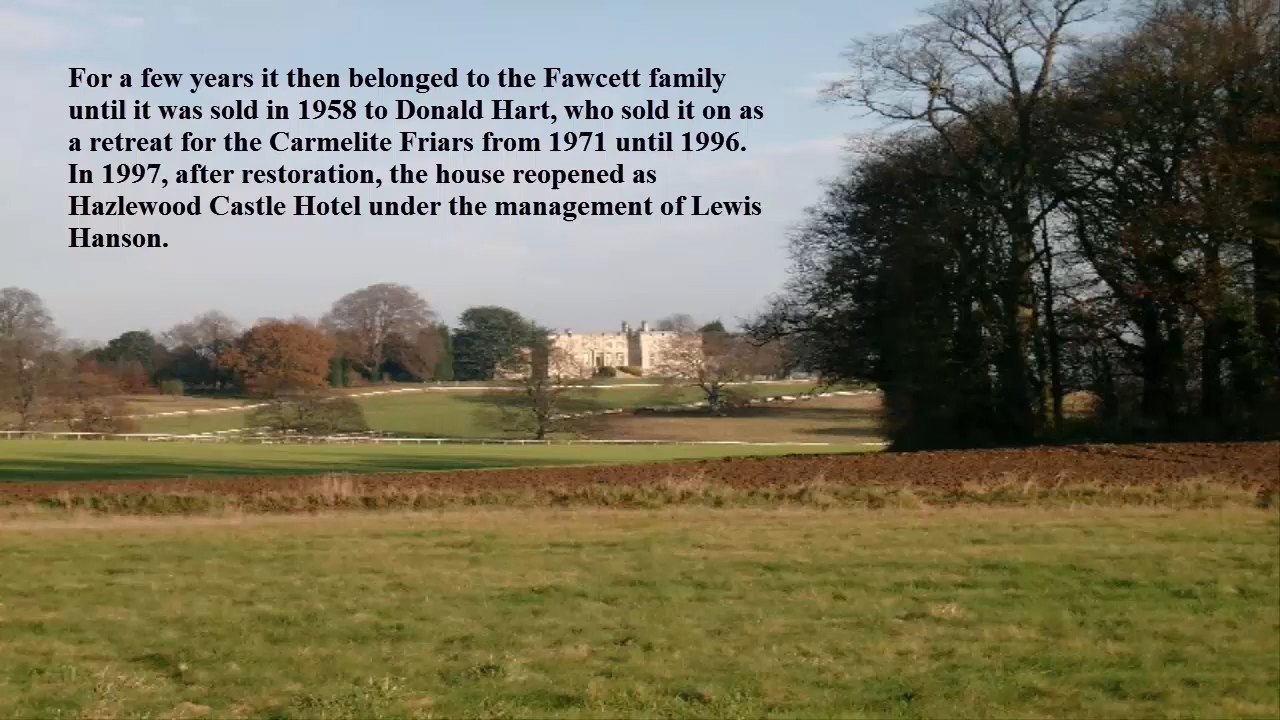 For a few years it then belonged to the Fawcett family
until it was sold in 1958 to Donald Hart, who sold it on as
a retreat for the Carmelite Friars from 1971 until 1996.
In 1997, after restoration, the house reopened as
Hazlewood Castle Hotel under the management of Lewis
Hanson.